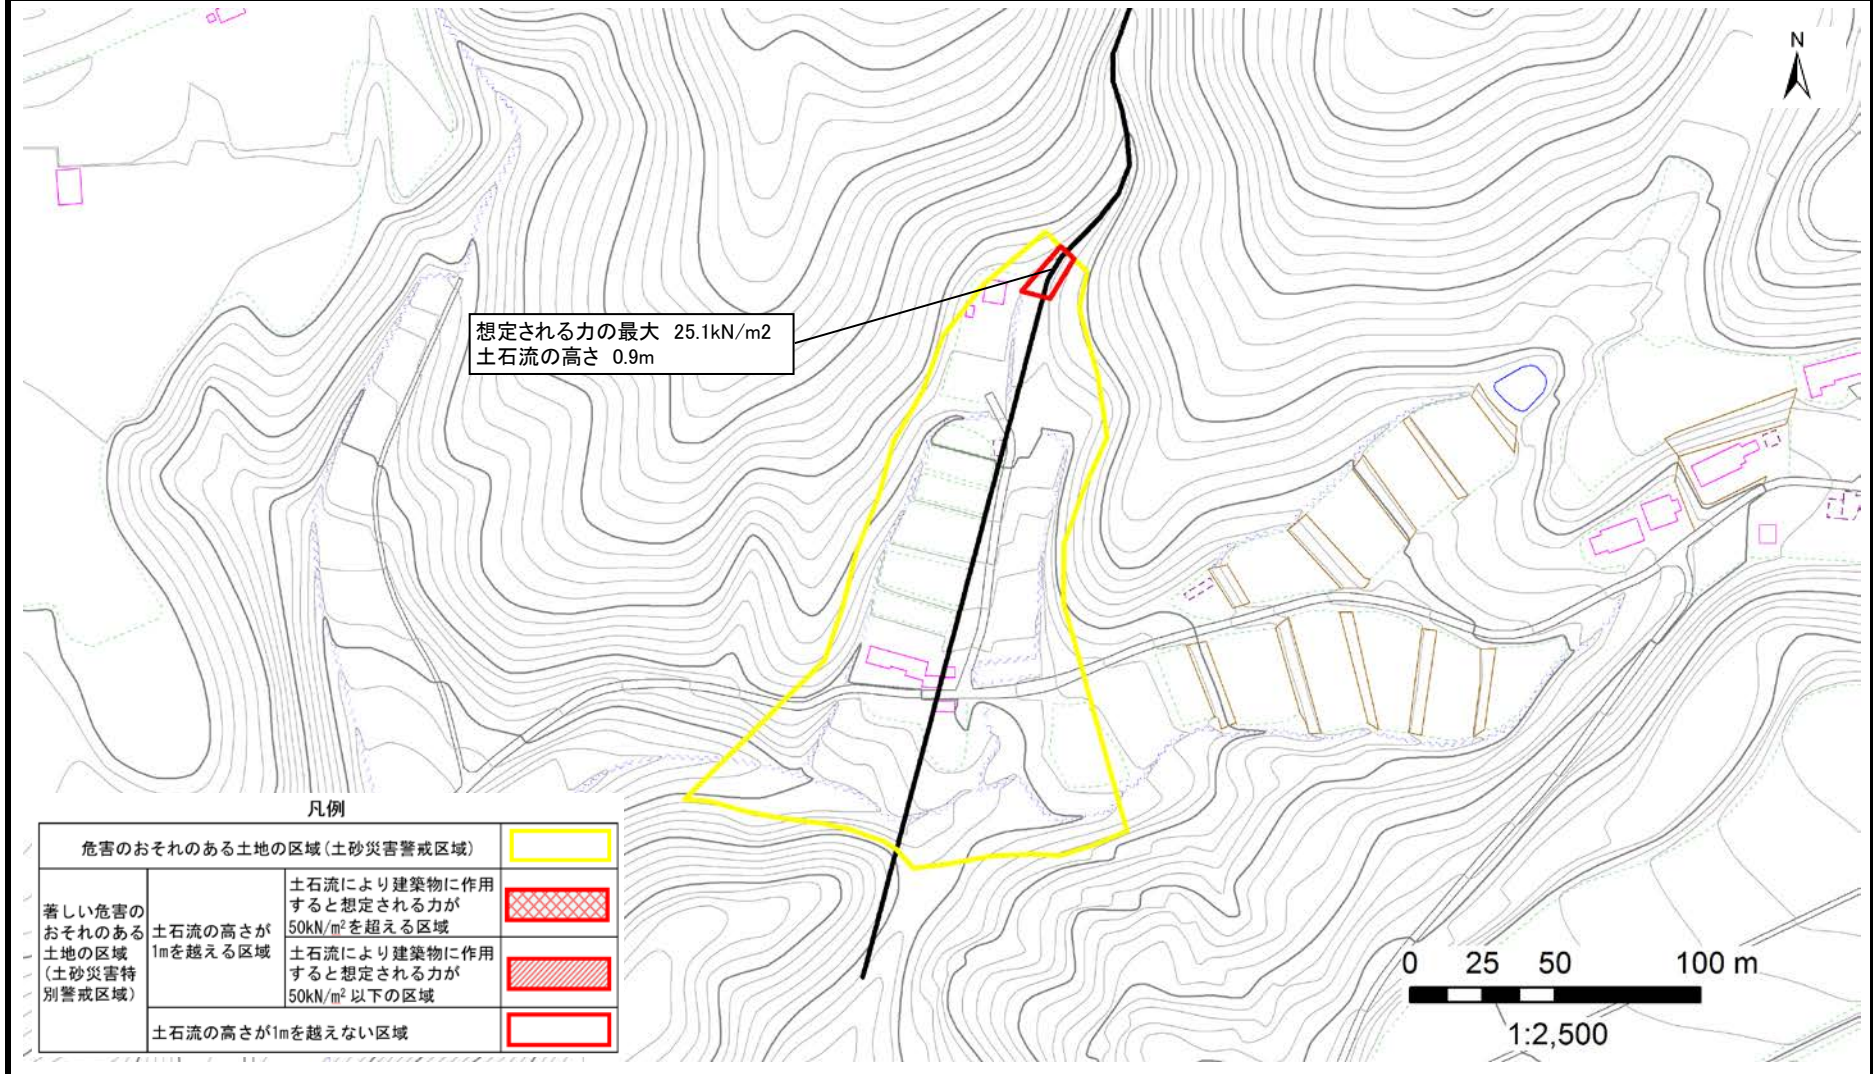 N
想定される力の最大 25.1kN/m2
土石流の高さ 0.9m
凡例
危害のおそれのある土地の区域(土砂災害警戒区域)
著しい危害の
おそれのある
土地の区域
(土砂災害特
別警戒区域)
土石流の高さが
1mを越える区域
土石流により建築物に作用
すると想定される力が
50kN/m²を超える区域
土石流により建築物に作用
すると想定される力が
50kN/m² 以下の区域
土石流の高さが1mを越えない区域
0 25 50 100 m
1:2,500